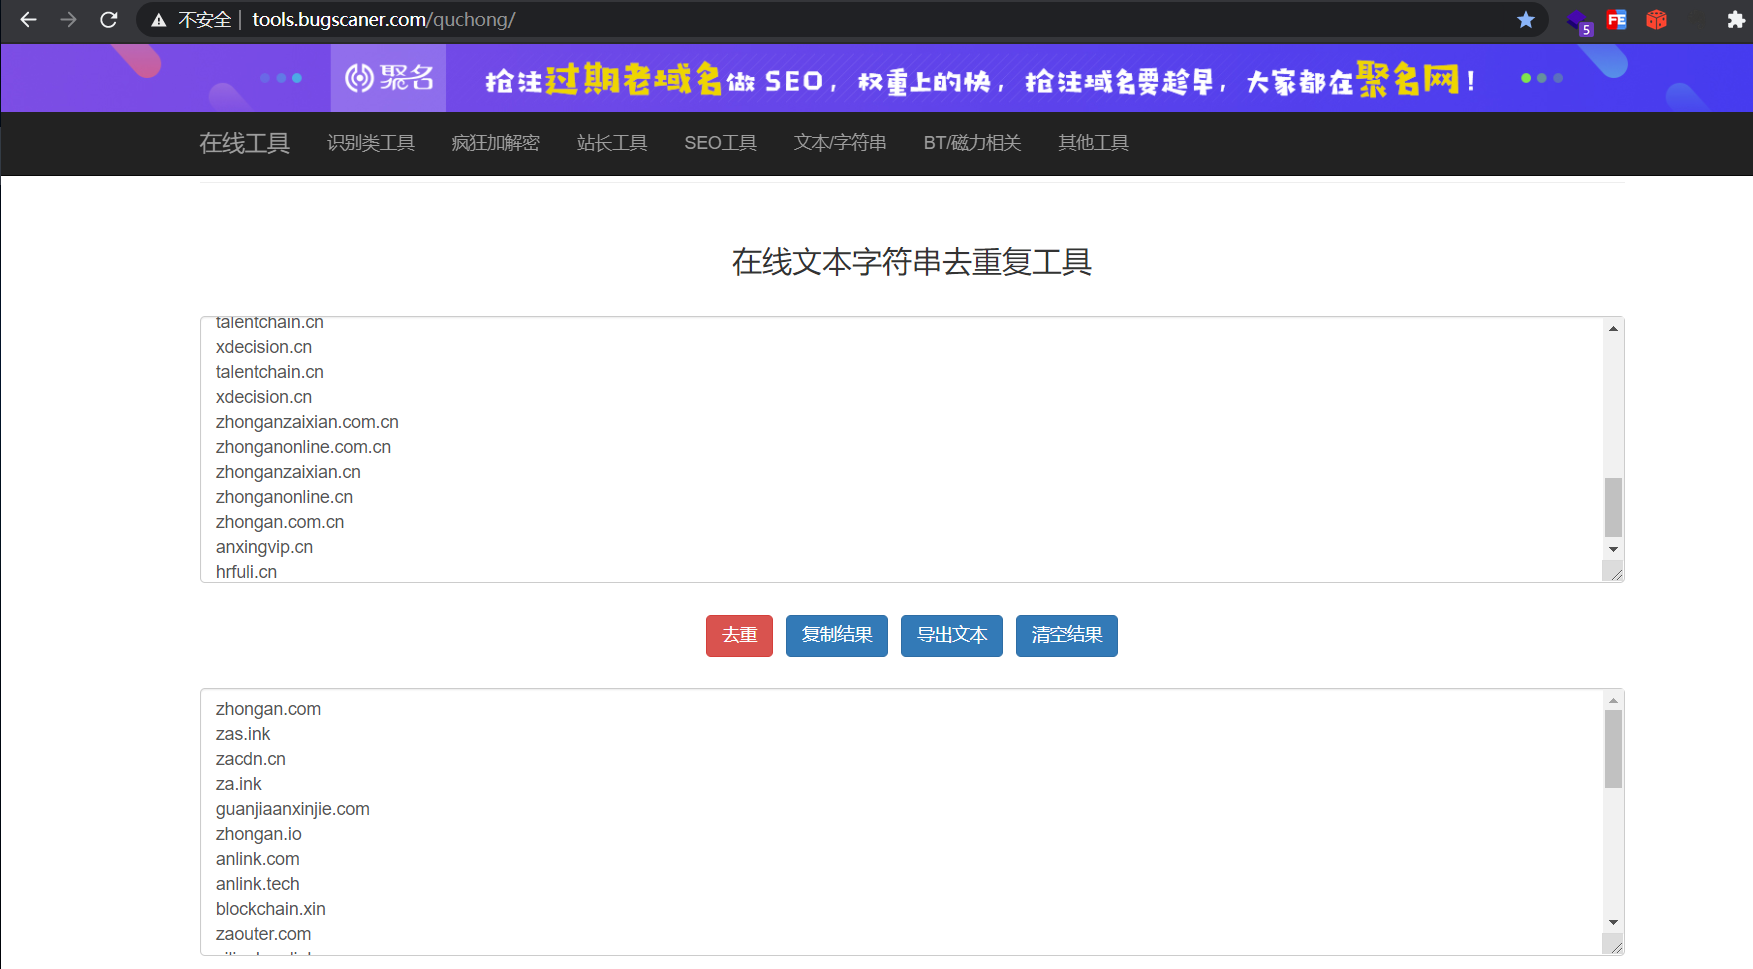 不安全 | tools.bugscaner.com/quchong/
5
FE
聚名 抢注过期老域名做 SEO，权重上的快，抢注域名要趁早，大家都在聚名网！
在线工具 识别类工具 疯狂加解密 站长工具 SEO工具 文本/字符串 BT/磁力相关 其他工具
在线文本字符串去重复工具
talentchain.cn
xdecision.cn
talentchain.cn
xdecision.cn
zhonganzaixian.com.cn
zhonganonline.com.cn
zhonganzaixian.cn
zhonganonline.cn
zhongan.com.cn
anxingvip.cn
hrfuli.cn
去重 复制结果 导出文本 清空结果
zhongan.com
zas.ink
zacdn.cn
za.ink
guanjiaanxinjie.com
zhongan.io
anlink.com
anlink.tech
blockchain.xin
zaouter.com